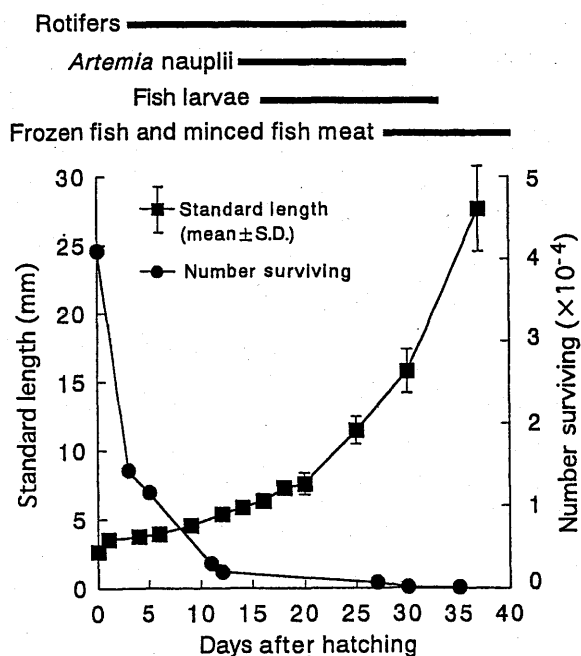 Rotifers
Artemia nauplii
Fish larvae
Frozen fish and minced fish meat
30
25
20
15
10
5
0
Standard length (mm)
Standard length
(mean±S.D.)
Number surviving
5
4
3
2
1
0
Number surviving (×10⁻⁴)
0 5 10 15 20 25 30 35 40
Days after hatching